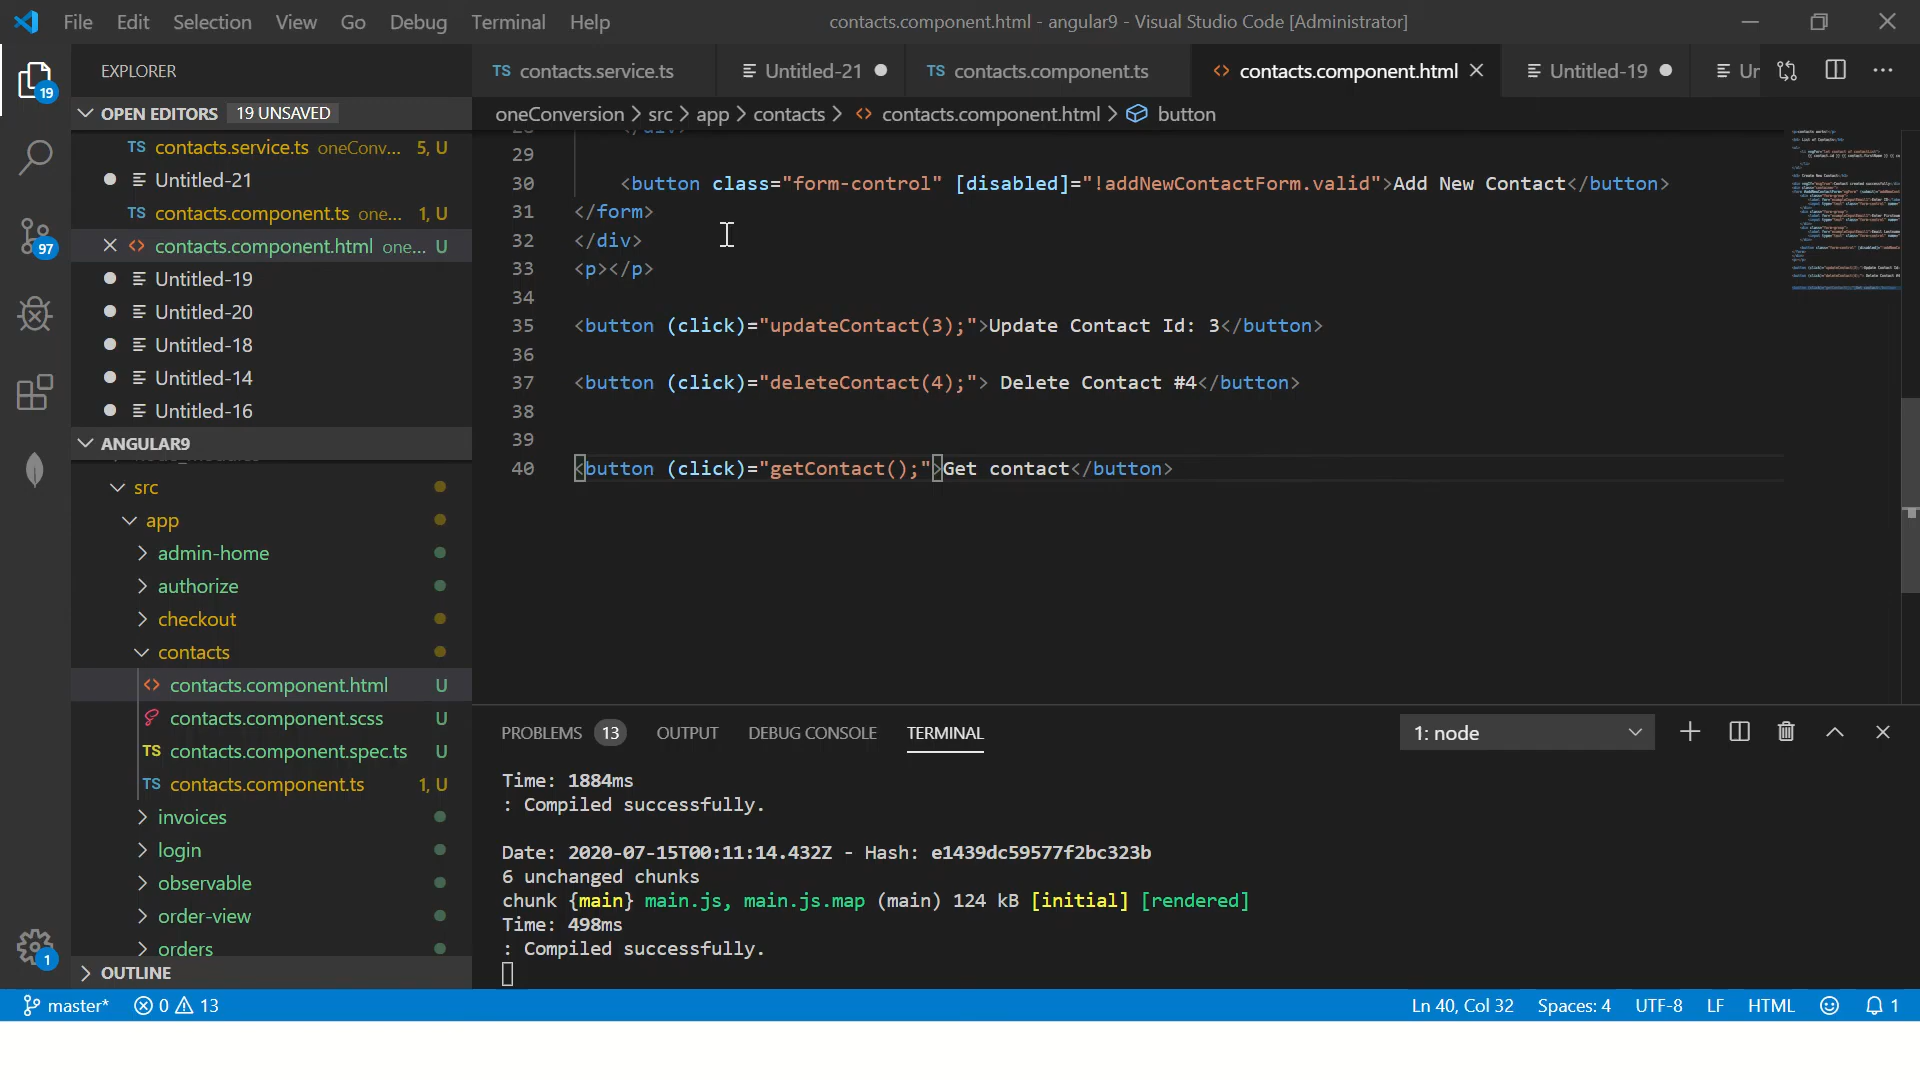 File Edit Selection View Go Debug Terminal Help
contacts.component.html - angular9 - Visual Studio Code [Administrator]
EXPLORER
OPEN EDITORS 19 UNSAVED
TS contacts.service.ts oneConv... 5, U
Untitled-21
TS contacts.component.ts one... 1, U
contacts.component.html one... U
Untitled-19
Untitled-20
Untitled-18
Untitled-14
Untitled-16
ANGULAR9
src
app
admin-home
authorize
checkout
contacts
contacts.component.html U
contacts.component.scss U
TS contacts.component.spec.ts U
TS contacts.component.ts 1, U
invoices
login
observable
order-view
orders
OUTLINE
19
97
1
TS contacts.service.ts
Untitled-21
TS contacts.component.ts
contacts.component.html
Untitled-19
Ur
oneConversion > src > app > contacts > contacts.component.html > button
29
30 <button class="form-control" [disabled]="!addNewContactForm.valid">Add New Contact</button>
31 </form>
32 </div>
33 <p></p>
34
35 <button (click)="updateContact(3);">Update Contact Id: 3</button>
36
37 <button (click)="deleteContact(4);"> Delete Contact #4</button>
38
39
40 <button (click)="getContact();">Get contact</button>
PROBLEMS 13 OUTPUT DEBUG CONSOLE TERMINAL
1: node
Time: 1884ms
: Compiled successfully.
Date: 2020-07-15T00:11:14.432Z - Hash: e1439dc59577f2bc323b
6 unchanged chunks
chunk {main} main.js, main.js.map (main) 124 kB [initial] [rendered]
Time: 498ms
: Compiled successfully.
master* 0 13
Ln 40, Col 32 Spaces: 4 UTF-8 LF HTML 1